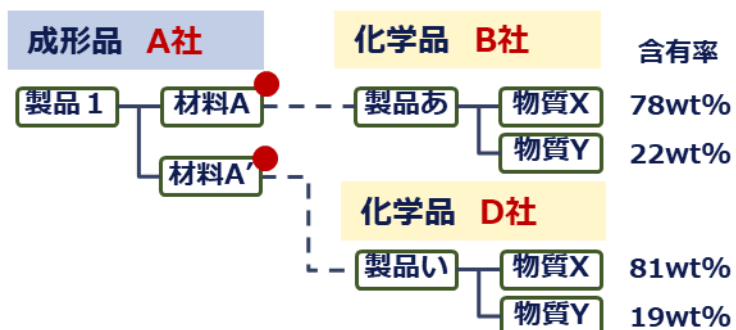 成形品 A社
化学品 B社
含有率
製品1
材料A
製品あ
物質X
78wt%
物質Y
22wt%
材料A′
化学品 D社
製品い
物質X
81wt%
物質Y
19wt%